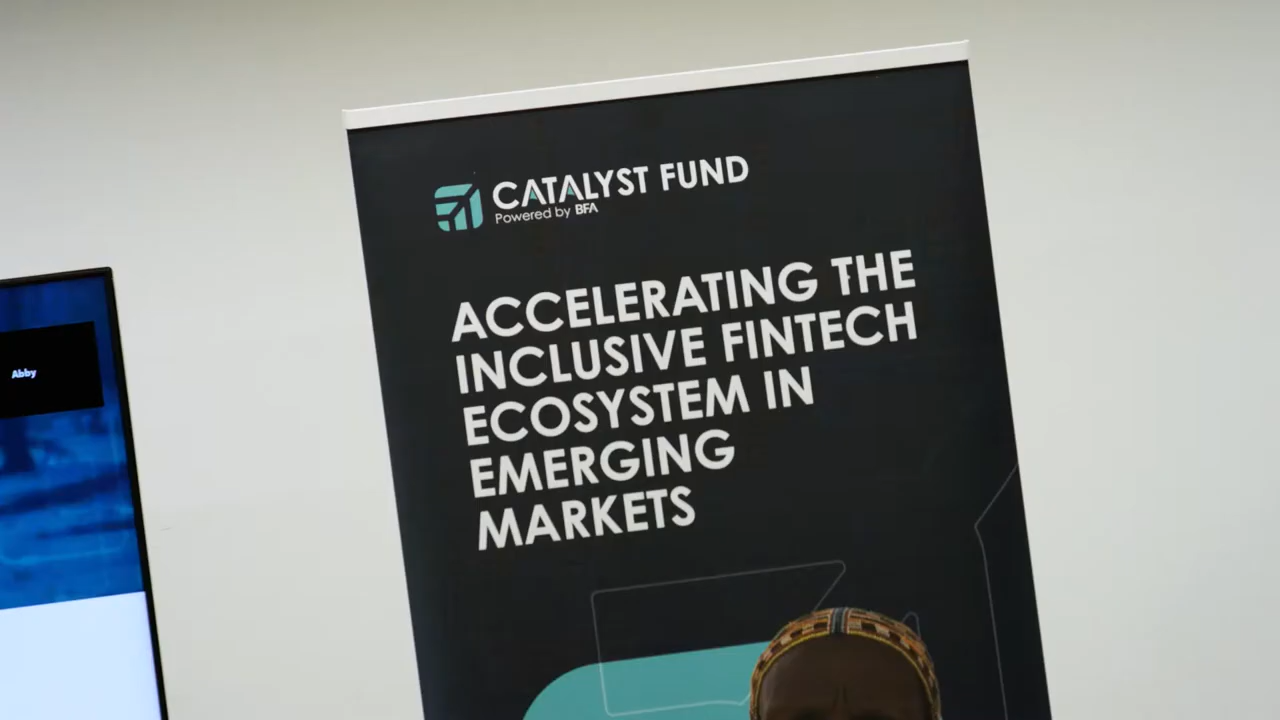 CATALYST FUND
Powered by BFA
ACCELERATING THE
INCLUSIVE FINTECH
ECOSYSTEM IN
EMERGING
MARKETS
Abby